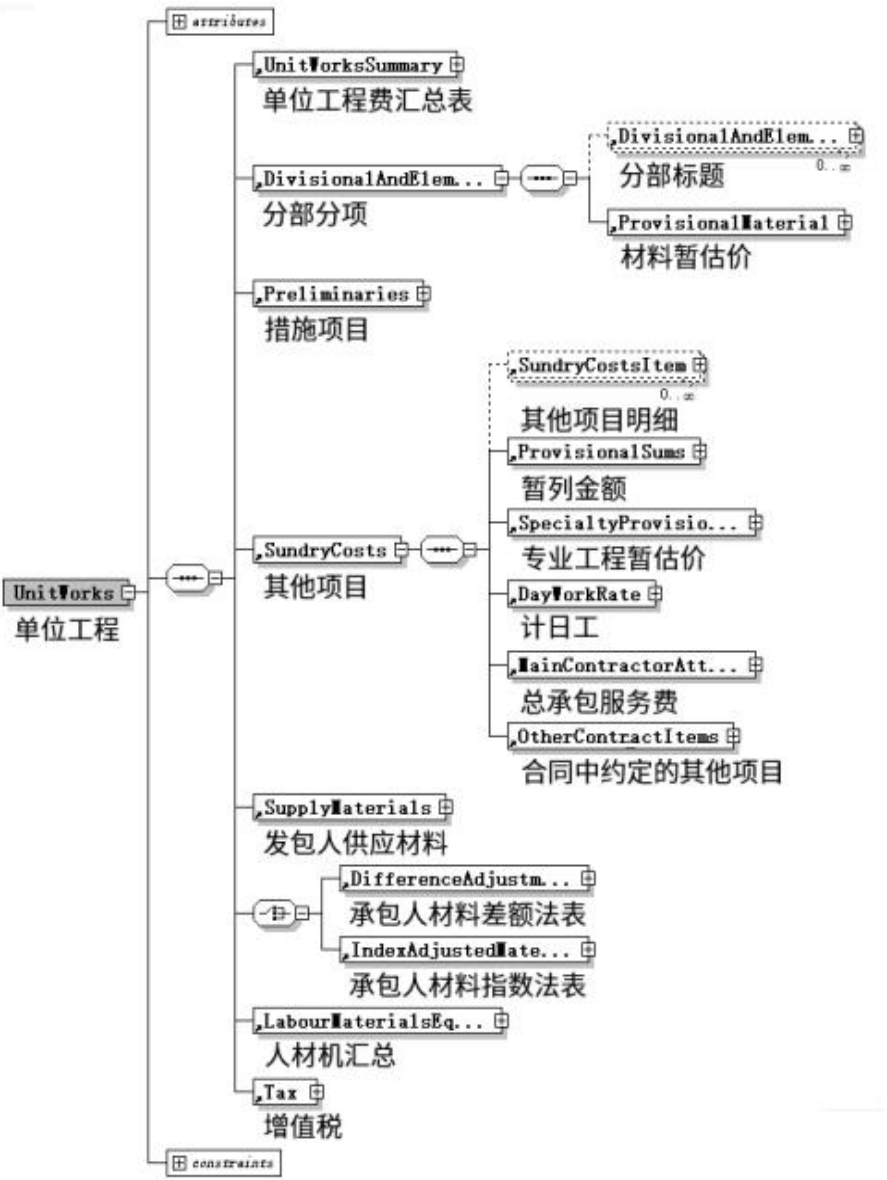 attributes
UnitWorksSummary
单位工程费汇总表
DivisionalAndElem...
分部分项
DivisionalAndElem...
0..∞
分部标题
ProvisionalMaterial
材料暂估价
Preliminaries
措施项目
SundryCosts
其他项目
SundryCostsItem
0..∞
其他项目明细
ProvisionalSums
暂列金额
SpecialtyProvisio...
专业工程暂估价
DayWorkRate
计日工
MainContractorAtt...
总承包服务费
OtherContractItems
合同中约定的其他项目
UnitWorks
单位工程
SupplyMaterials
发包人供应材料
DifferenceAdjustm...
承包人材料差额法表
IndexAdjustedMate...
承包人材料指数法表
LabourMaterialsEq...
人材机汇总
Tax
增值税
constraints